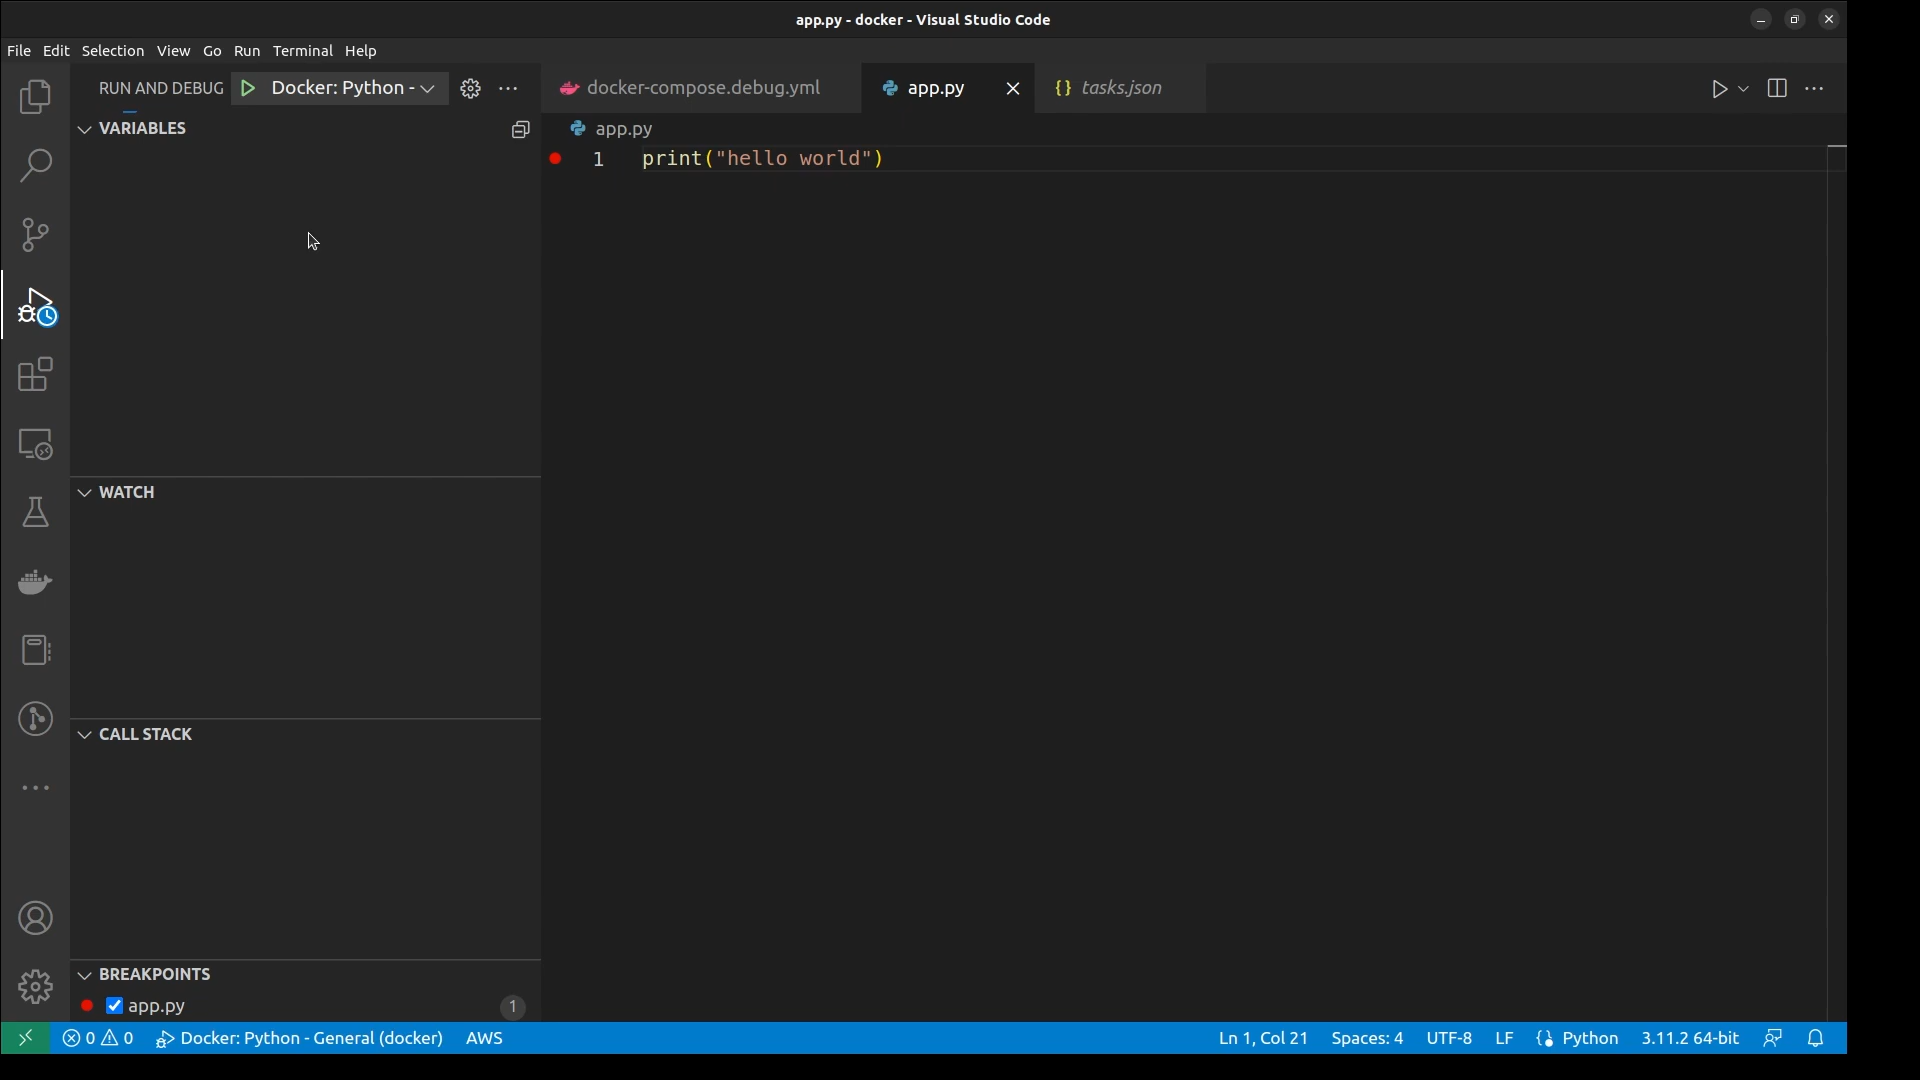 app.py - docker - Visual Studio Code
File Edit Selection View Go Run Terminal Help
RUN AND DEBUG Docker: Python - docker-compose.debug.yml app.py tasks.json
VARIABLES
app.py
1 print("hello world")
WATCH
CALL STACK
BREAKPOINTS
app.py 1
0 0 Docker: Python - General (docker) AWS Ln 1, Col 21 Spaces: 4 UTF-8 LF Python 3.11.2 64-bit